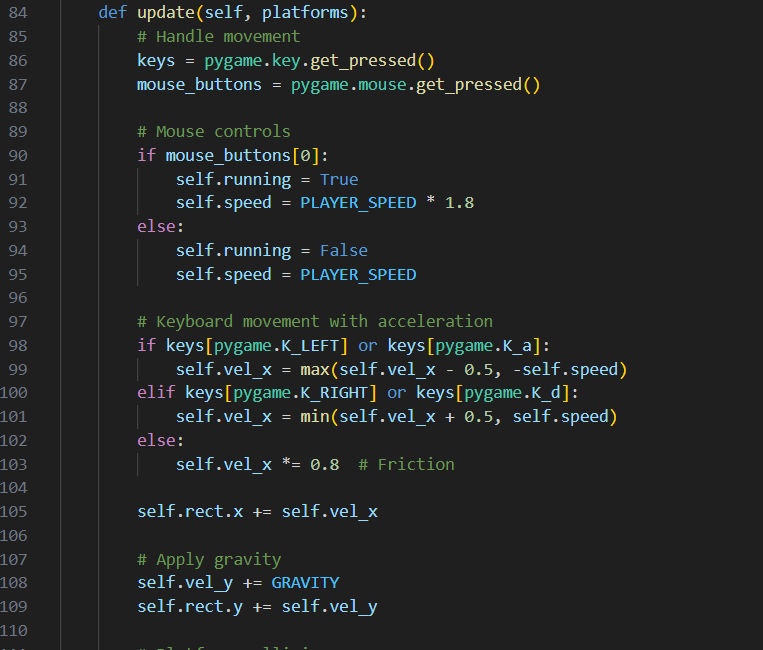 84 def update(self, platforms):
85 # Handle movement
86 keys = pygame.key.get_pressed()
87 mouse_buttons = pygame.mouse.get_pressed()
88
89 # Mouse controls
90 if mouse_buttons[0]:
91 self.running = True
92 self.speed = PLAYER_SPEED * 1.8
93 else:
94 self.running = False
95 self.speed = PLAYER_SPEED
96
97 # Keyboard movement with acceleration
98 if keys[pygame.K_LEFT] or keys[pygame.K_a]:
99 self.vel_x = max(self.vel_x - 0.5, -self.speed)
100 elif keys[pygame.K_RIGHT] or keys[pygame.K_d]:
101 self.vel_x = min(self.vel_x + 0.5, self.speed)
102 else:
103 self.vel_x *= 0.8  # Friction
104
105 self.rect.x += self.vel_x
106
107 # Apply gravity
108 self.vel_y += GRAVITY
109 self.rect.y += self.vel_y
110